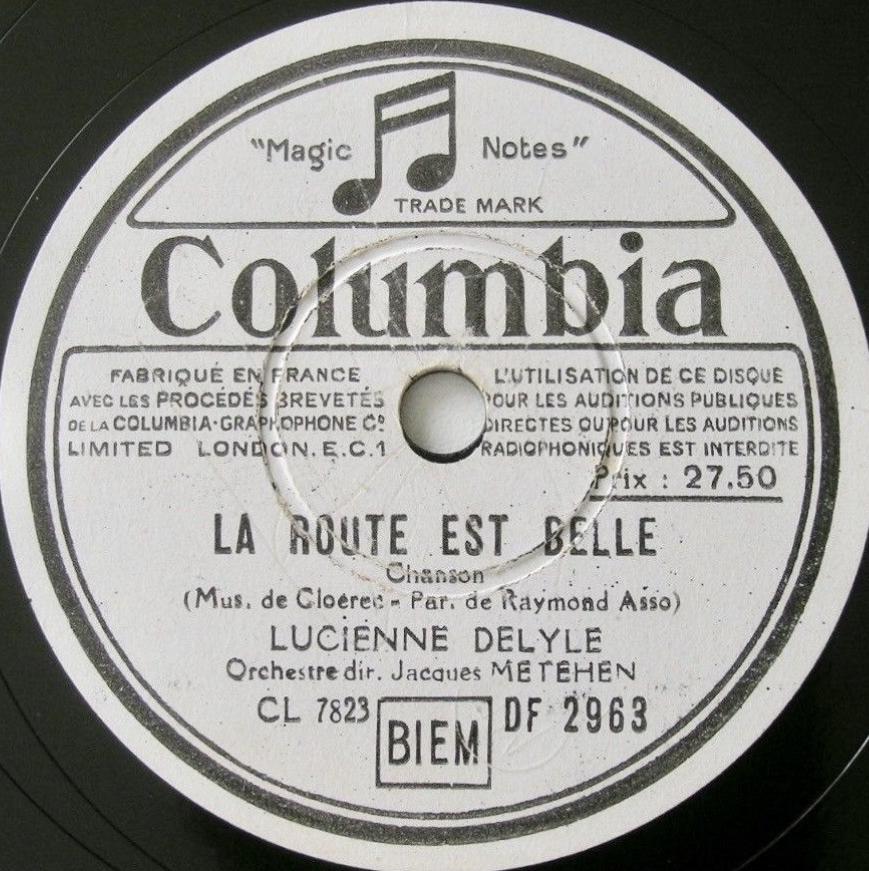 "Magic Notes"
TRADE MARK
Columbia
FABRIQUÉ EN FRANCE
AVEC LES PROCÉDÉS BREVETÉS
DE LA COLUMBIA-GRAPHOPHONE Cº
LIMITED LONDON.E.C.1
L'UTILISATION DE CE DISQUE
POUR LES AUDITIONS PUBLIQUES
DIRECTES OU POUR LES AUDITIONS
RADIOPHONIQUES EST INTERDITE
Prix : 27.50
LA ROUTE EST BELLE
Chanson
(Mus. de Cloërec - Par. de Raymond Asso)
LUCIENNE DELYLE
Orchestre dir. Jacques METEHEN
CL 7823 BIEM DF 2963